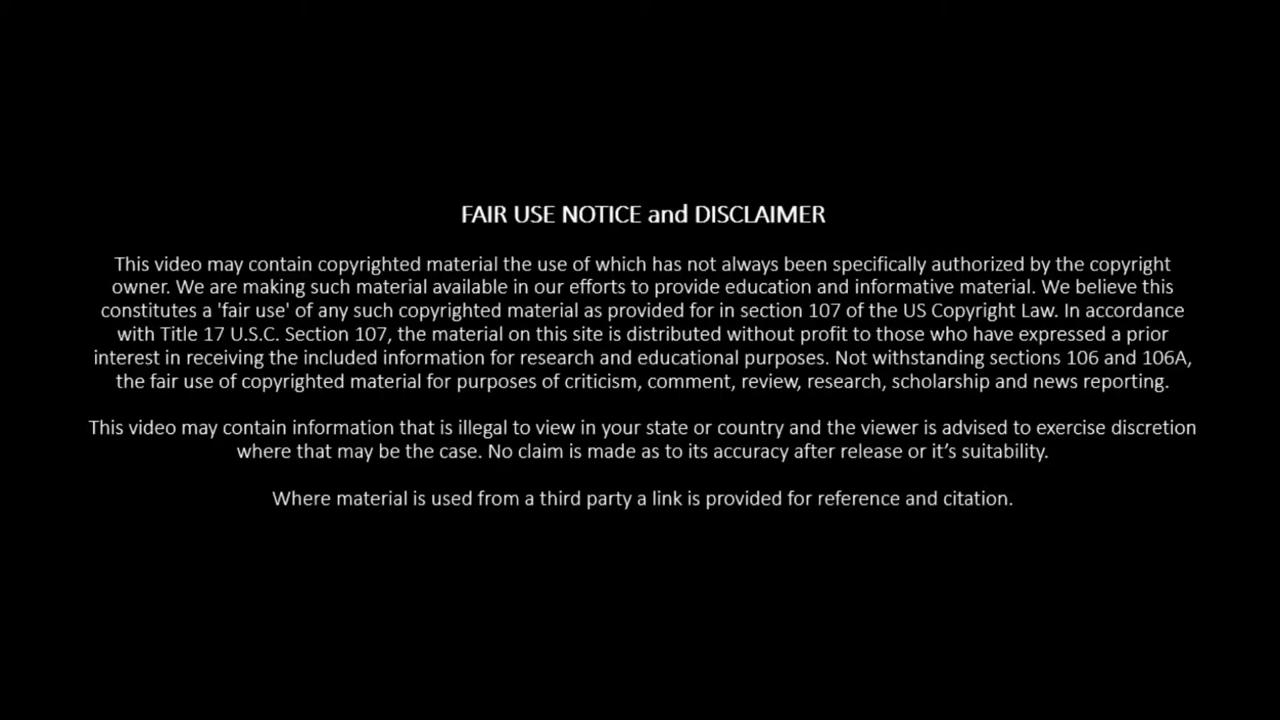 FAIR USE NOTICE and DISCLAIMER
This video may contain copyrighted material the use of which has not always been specifically authorized by the copyright
owner. We are making such material available in our efforts to provide education and informative material. We believe this
constitutes a 'fair use' of any such copyrighted material as provided for in section 107 of the US Copyright Law. In accordance
with Title 17 U.S.C. Section 107, the material on this site is distributed without profit to those who have expressed a prior
interest in receiving the included information for research and educational purposes. Not withstanding sections 106 and 106A,
the fair use of copyrighted material for purposes of criticism, comment, review, research, scholarship and news reporting.
This video may contain information that is illegal to view in your state or country and the viewer is advised to exercise discretion
where that may be the case. No claim is made as to its accuracy after release or it’s suitability.
Where material is used from a third party a link is provided for reference and citation.